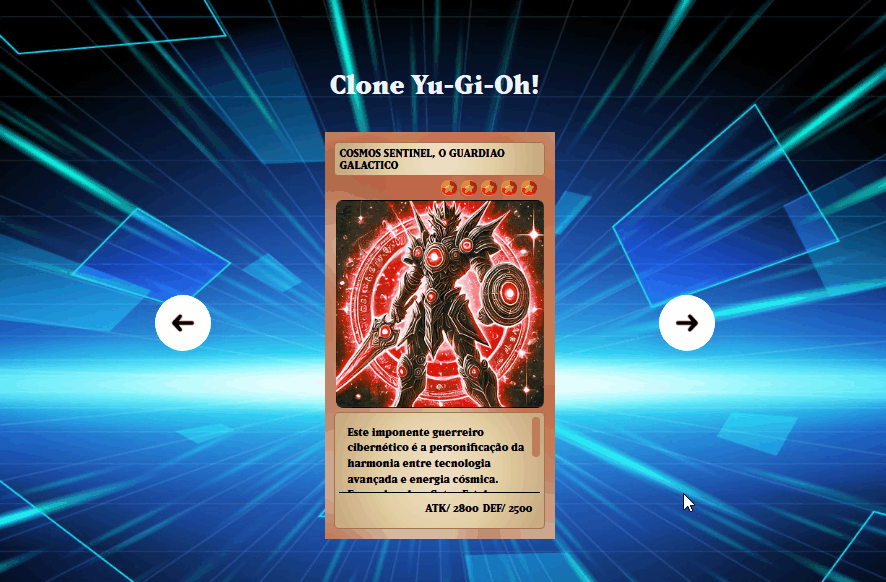 Clone Yu-Gi-Oh!
COSMOS SENTINEL, O GUARDIAO
GALACTICO
Este imponente guerreiro
cibernético é a personificação da
harmonia entre tecnologia
avançada e energia cósmica.
ATK/ 2800 DEF/ 2500